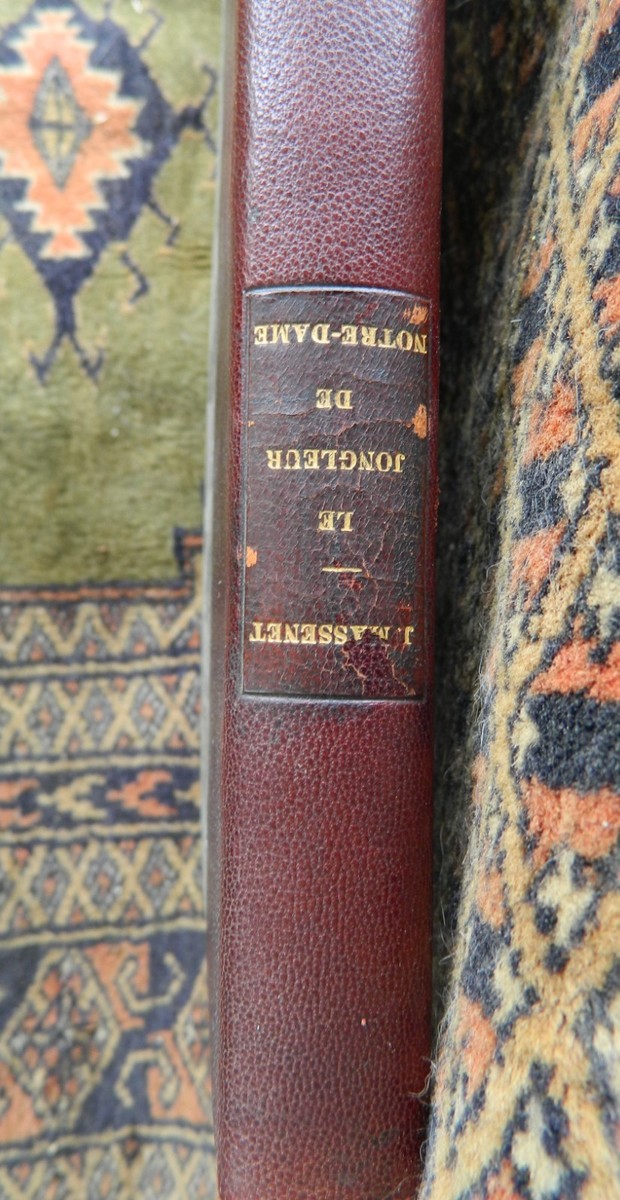 J. MASSENET
LE
JONGLEUR
DE
NOTRE-DAME